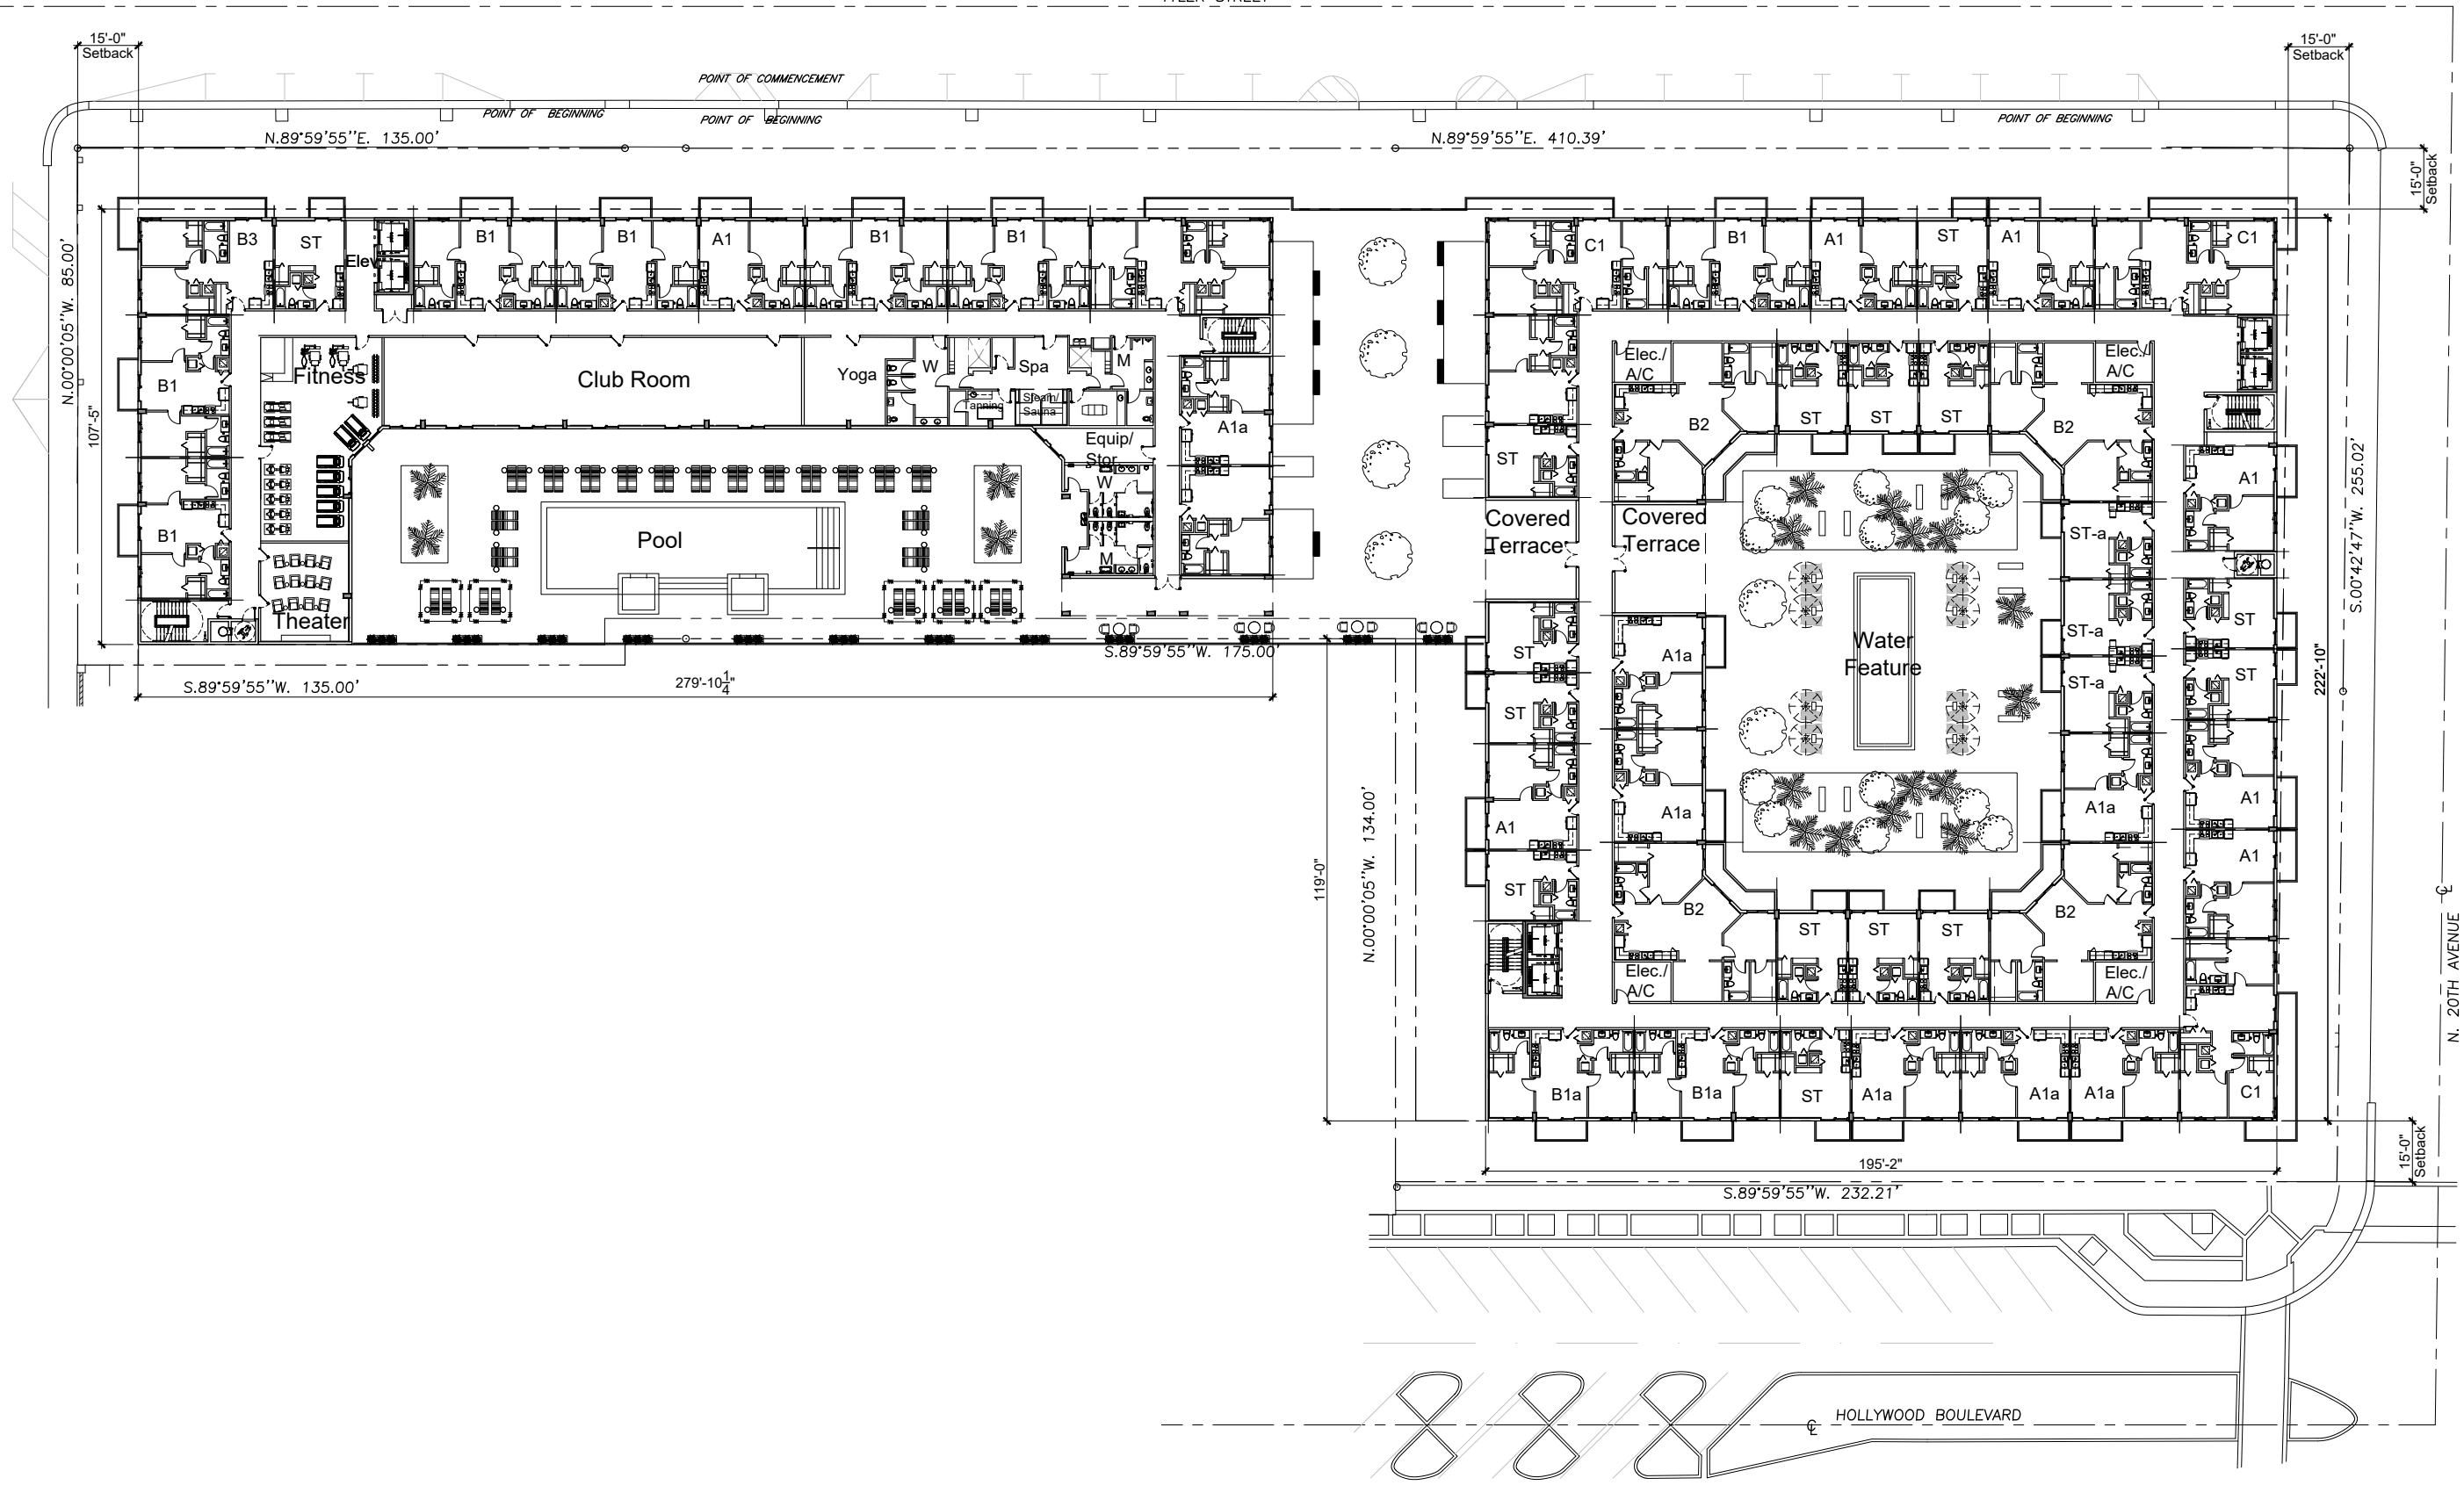 TYLER STREET
15'-0"
Setback
15'-0"
Setback
POINT OF COMMENCEMENT
POINT OF BEGINNING
POINT OF BEGINNING
POINT OF BEGINNING
N.89°59'55"E. 135.00'
N.89°59'55"E. 410.39'
15'-0"
Setback
N.00°00'05"W. 85.00'
107'-5"
B3
ST
Elev
B1
B1
A1
B1
B1
C1
B1
A1
ST
A1
C1
B1
Fitness
Club Room
Yoga
W
Spa
M
Tanning
Steam/
Sauna
A1a
Equip/
Stor
W
M
B1
Pool
Theater
Elec./
A/C
ST
ST
ST
Elec./
A/C
B2
B2
ST
A1
Covered
Terrace
Covered
Terrace
ST-a
ST-a
ST-a
ST
ST
Water
Feature
ST
A1a
ST
A1a
A1a
A1
A1
A1
ST
B2
B2
ST
ST
ST
Elec./
A/C
Elec./
A/C
B1a
B1a
ST
A1a
A1a
A1a
C1
S.89°59'55"W. 175.00'
S.89°59'55"W. 135.00'
279'-10 1/4"
N.00°00'05"W. 134.00'
119'-0"
222'-10"
S.00°42'47"W. 255.02'
N. 20TH AVENUE
195'-2"
S.89°59'55"W. 232.21'
15'-0"
Setback
HOLLYWOOD BOULEVARD